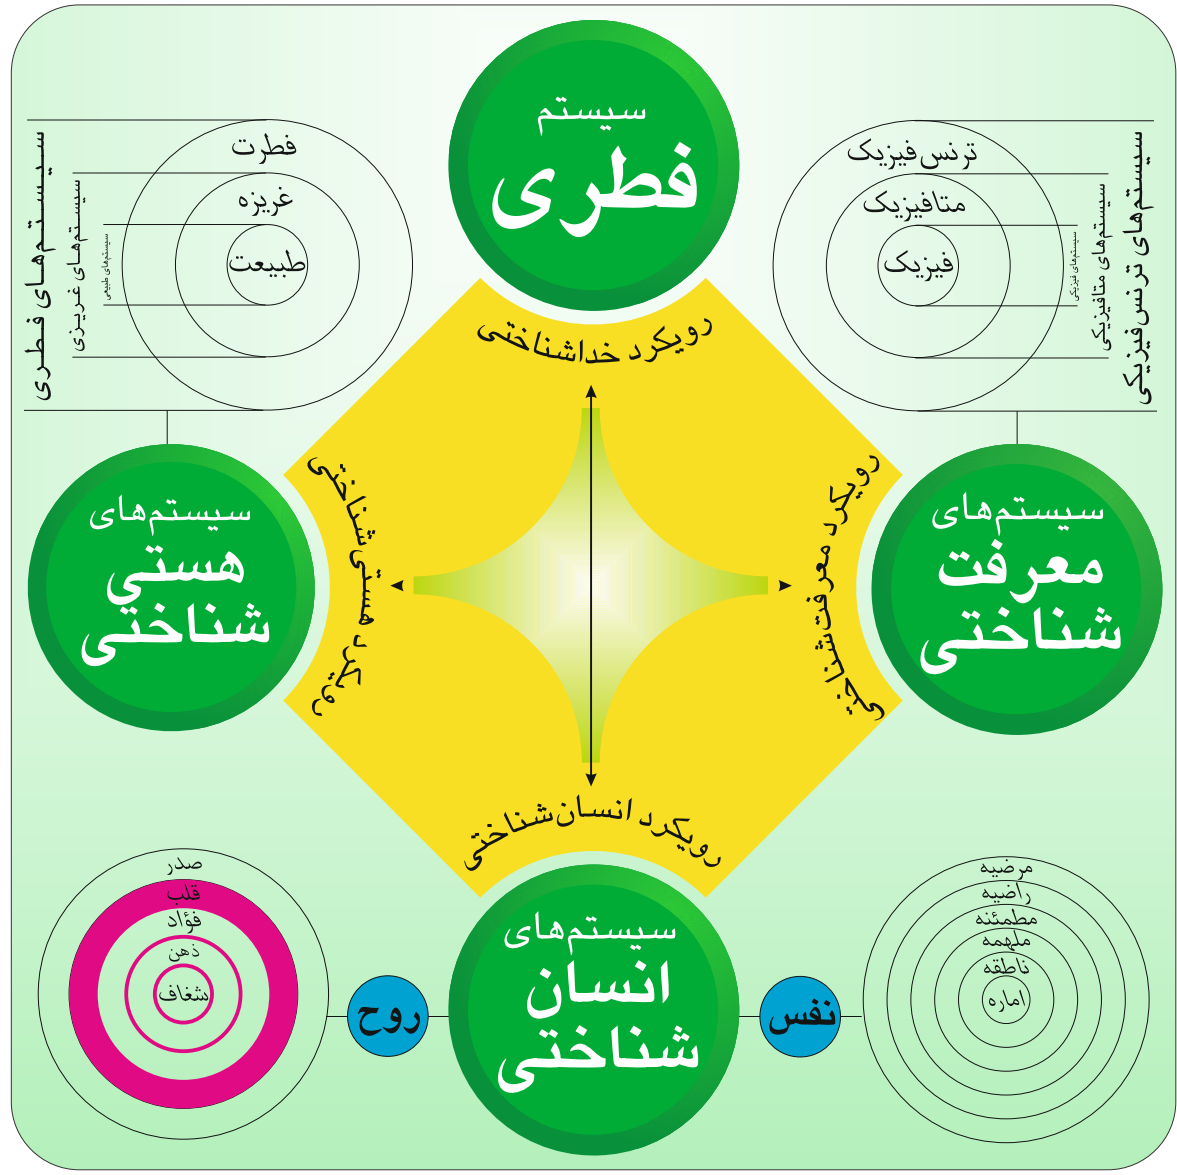 سیستم
فطری
ترنس‌فیزیک
متافیزیک
فیزیک
سیستم‌های فیزیکی
سیستم‌های متافیزیکی
سیستم‌های ترنس‌فیزیکی
فطرت
غریزه
طبیعت
سیستم‌های طبیعی
سیستم‌های غریزی
سیستم‌های فطری
رویکرد خداشناختی
رویکرد معرفت‌شناختی
رویکرد هستی‌شناختی
رویکرد انسان‌شناختی
سیستم‌های
معرفت
شناختی
سیستم‌های
هستی
شناختی
سیستم‌های
انسان
شناختی
نفس
روح
مرضیه
راضیه
مطمئنه
ملهمه
ناطقه
اماره
صدر
قلب
فؤاد
ذهن
شغاف